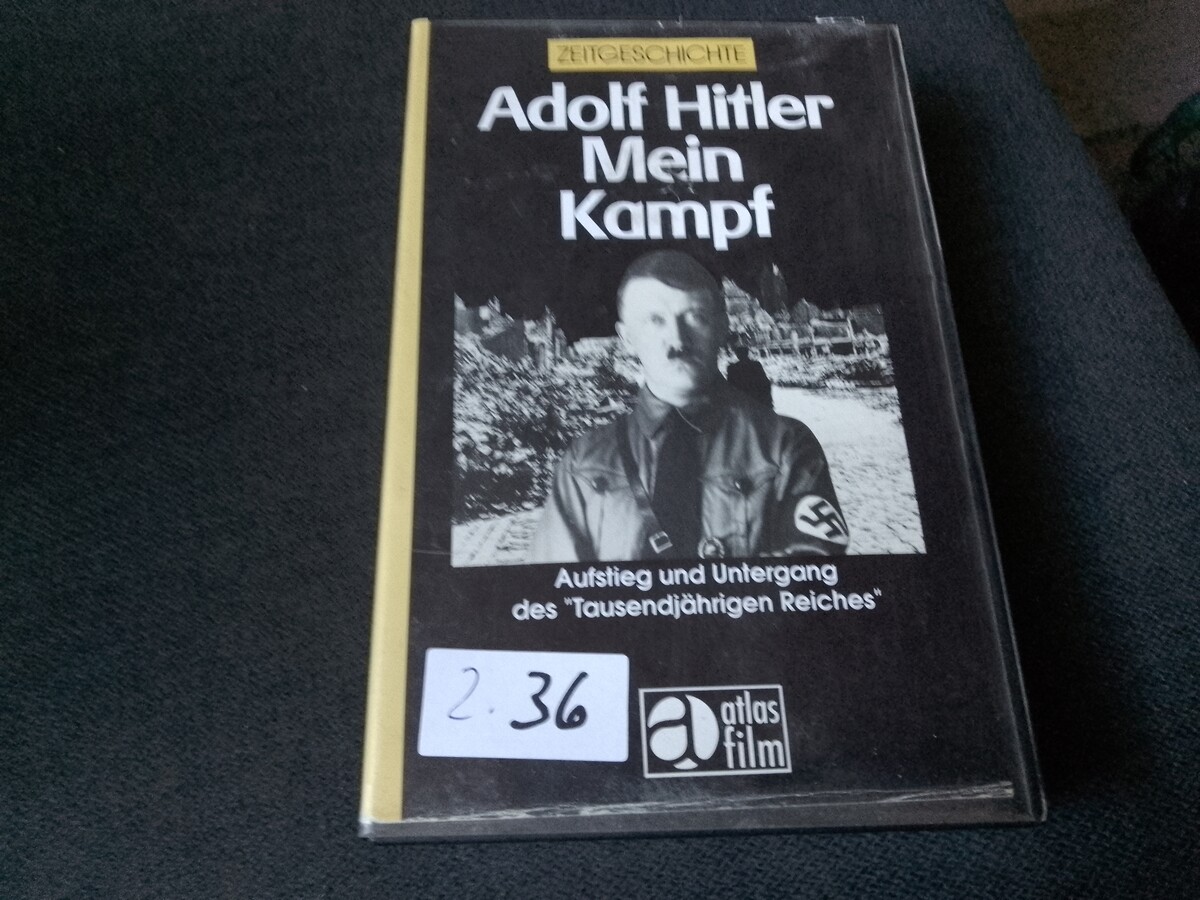 ZEITGESCHICHTE
Adolf Hitler
Mein
Kampf
Aufstieg und Untergang
des "Tausendjährigen Reiches"
2. 36
a atlas
film